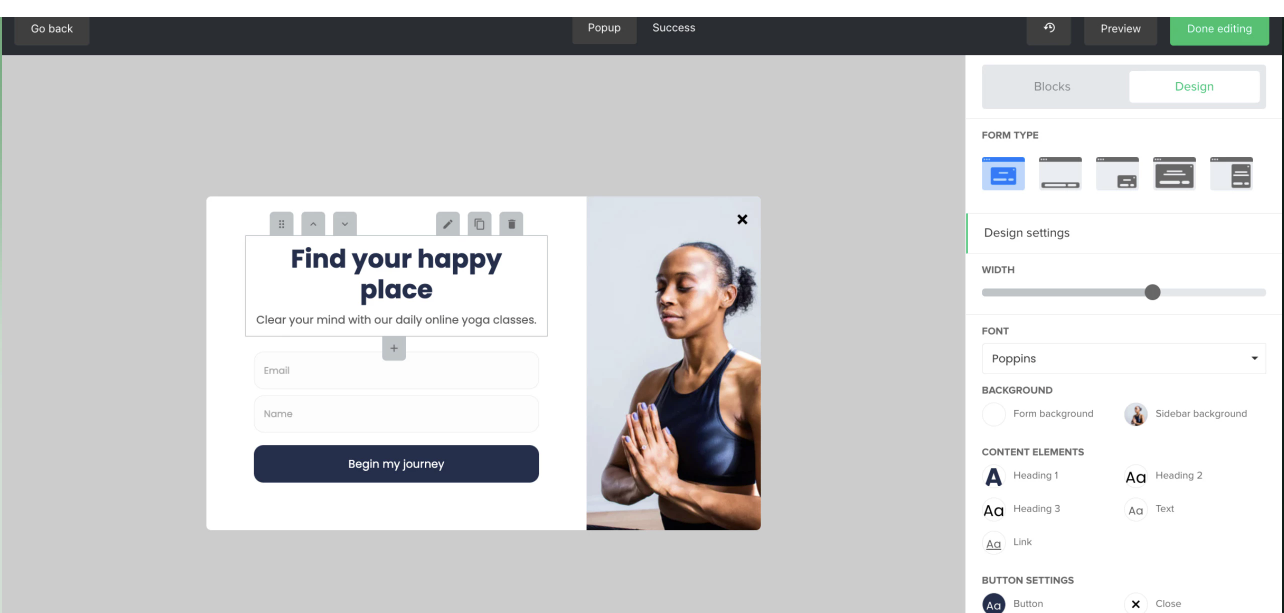 Go back
Popup
Success
Preview
Done editing
Blocks
Design
FORM TYPE
Design settings
WIDTH
FONT
Poppins
BACKGROUND
Form background
Sidebar background
CONTENT ELEMENTS
A
Heading 1
Aa
Heading 2
Aa
Heading 3
Aa
Text
Aa
Link
BUTTON SETTINGS
Aa
Button
Close
Find your happy
place
Clear your mind with our daily online yoga classes.
Email
Name
Begin my journey